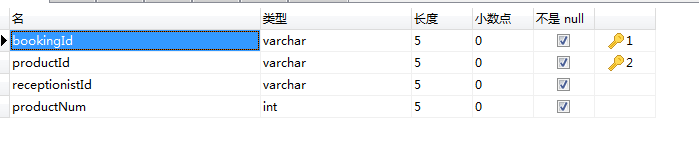 名 类型 长度 小数点 不是 null
bookingId varchar 5 0 1
productId varchar 5 0 2
receptionistId varchar 5 0
productNum int 5 0